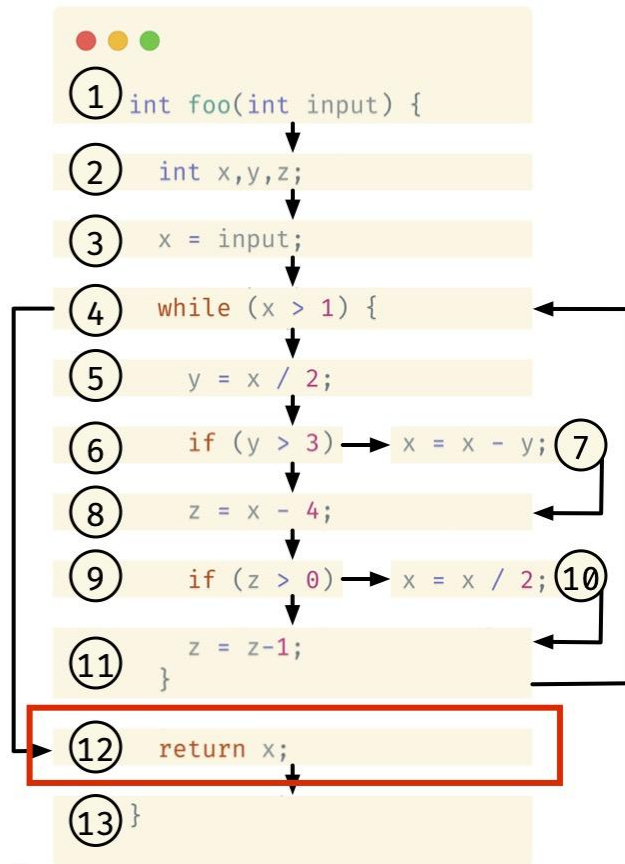 1 int foo(int input) {
2 int x,y,z;
3 x = input;
4 while (x > 1) {
5 y = x / 2;
6 if (y > 3) x = x - y; 7
8 z = x - 4;
9 if (z > 0) x = x / 2; 10
z = z-1;
11 }
12 return x;
13 }